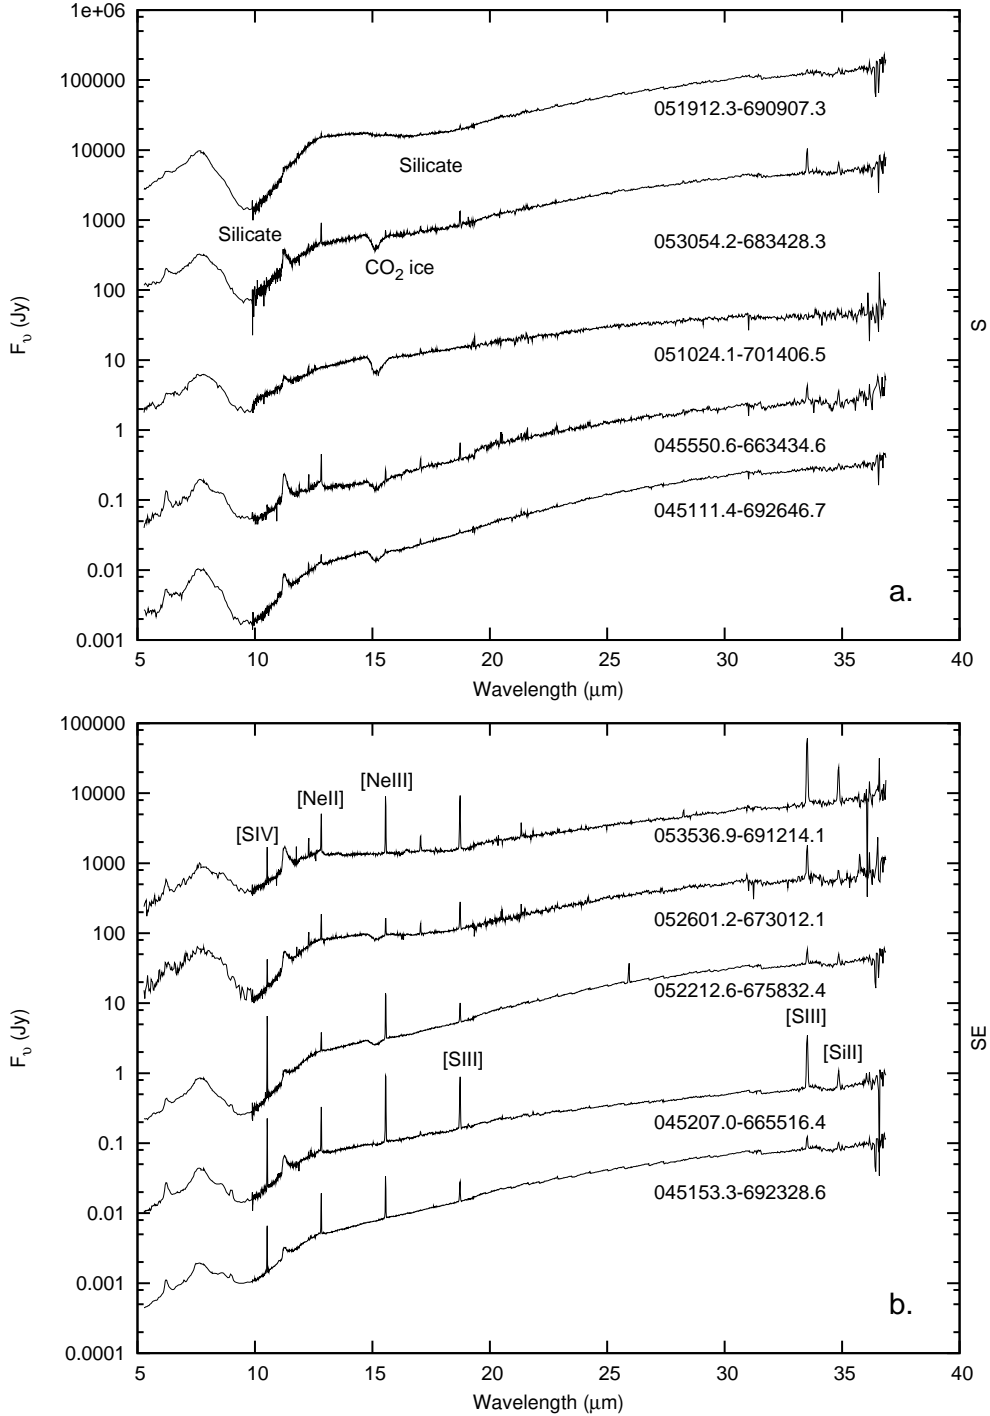 1e+06
100000
10000
1000
100
10
1
0.1
0.01
0.001
F
υ (Jy)
051912.3-690907.3
Silicate
Silicate
053054.2-683428.3
CO2 ice
S
051024.1-701406.5
045550.6-663434.6
045111.4-692646.7
a.
5 10 15 20 25 30 35 40
Wavelength (μm)
100000
10000
1000
100
10
1
0.1
0.01
0.001
0.0001
Fυ (Jy)
[NeIII]
[NeII]
[SIV]
053536.9-691214.1
052601.2-673012.1
052212.6-675832.4
[SIII]
SE
[SIII]
[SiII]
045207.0-665516.4
045153.3-692328.6
b.
5 10 15 20 25 30 35 40
Wavelength (μm)